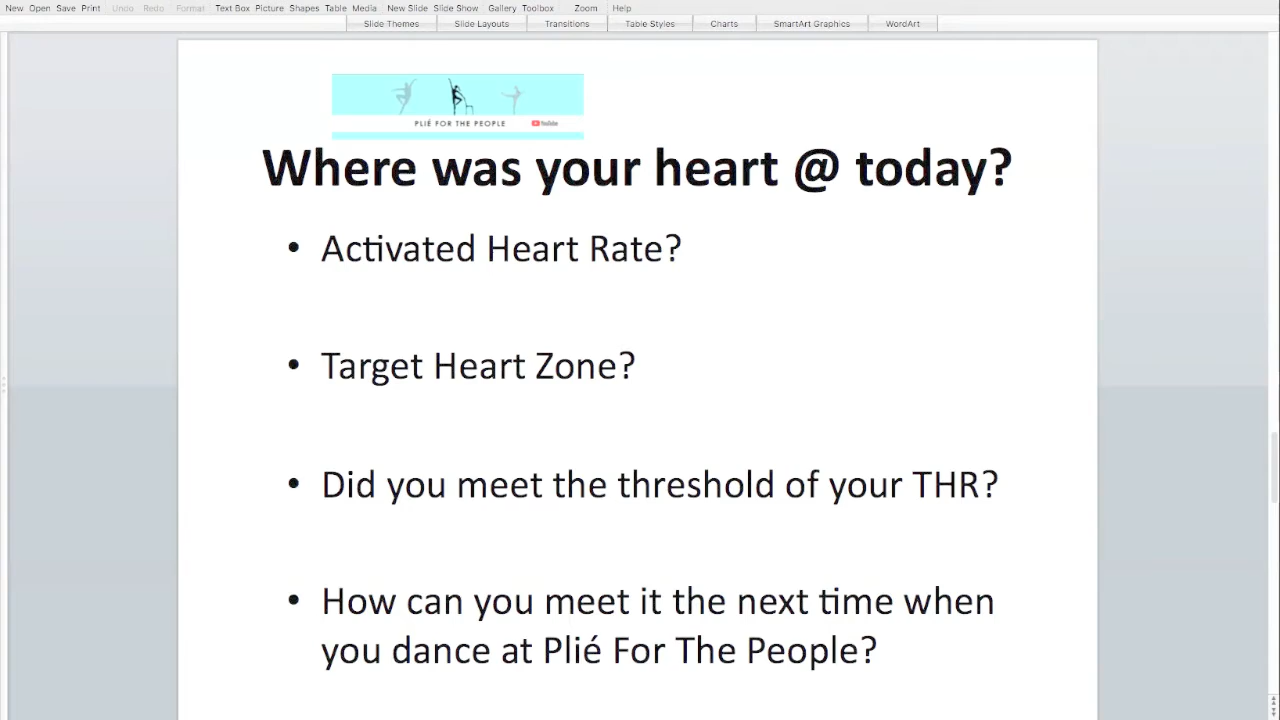 New Open Save Print Undo Redo Format Text Box Picture Shapes Table Media New Slide Slide Show Gallery Toolbox Zoom Help
Slide Themes Slide Layouts Transitions Table Styles Charts SmartArt Graphics WordArt
PLIÉ FOR THE PEOPLE YouTube
Where was your heart @ today?
• Activated Heart Rate?
• Target Heart Zone?
• Did you meet the threshold of your THR?
• How can you meet it the next time when
you dance at Plié For The People?